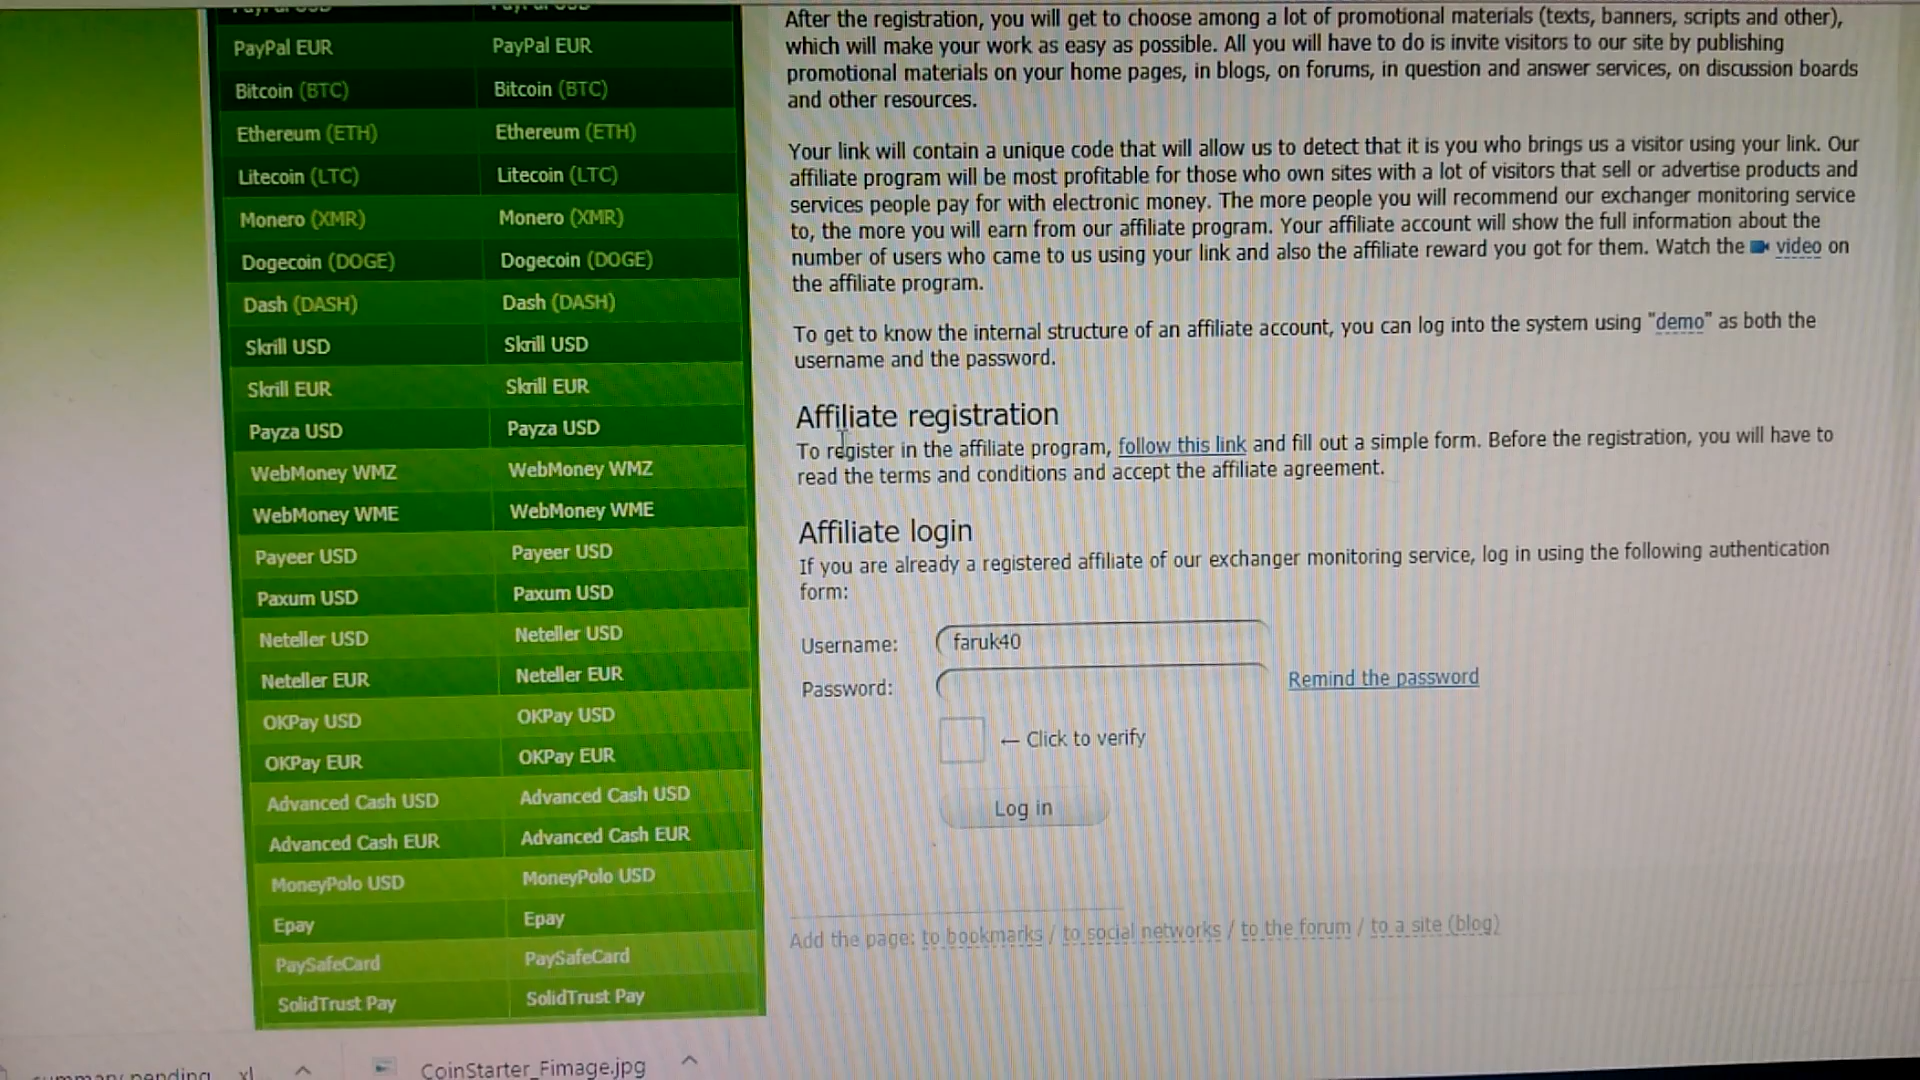 PayPal USD PayPal USD
PayPal EUR PayPal EUR
Bitcoin (BTC) Bitcoin (BTC)
Ethereum (ETH) Ethereum (ETH)
Litecoin (LTC) Litecoin (LTC)
Monero (XMR) Monero (XMR)
Dogecoin (DOGE) Dogecoin (DOGE)
Dash (DASH) Dash (DASH)
Skrill USD Skrill USD
Skrill EUR Skrill EUR
Payza USD Payza USD
WebMoney WMZ WebMoney WMZ
WebMoney WME WebMoney WME
Payeer USD Payeer USD
Paxum USD Paxum USD
Neteller USD Neteller USD
Neteller EUR Neteller EUR
OKPay USD OKPay USD
OKPay EUR OKPay EUR
Advanced Cash USD Advanced Cash USD
Advanced Cash EUR Advanced Cash EUR
MoneyPolo USD MoneyPolo USD
Epay Epay
PaySafeCard PaySafeCard
SolidTrust Pay SolidTrust Pay
After the registration, you will get to choose among a lot of promotional materials (texts, banners, scripts and other),
which will make your work as easy as possible. All you will have to do is invite visitors to our site by publishing
promotional materials on your home pages, in blogs, on forums, in question and answer services, on discussion boards
and other resources.
Your link will contain a unique code that will allow us to detect that it is you who brings us a visitor using your link. Our
affiliate program will be most profitable for those who own sites with a lot of visitors that sell or advertise products and
services people pay for with electronic money. The more people you will recommend our exchanger monitoring service
to, the more you will earn from our affiliate program. Your affiliate account will show the full information about the
number of users who came to us using your link and also the affiliate reward you got for them. Watch the video on
the affiliate program.
To get to know the internal structure of an affiliate account, you can log into the system using "demo" as both the
username and the password.
Affiliate registration
To register in the affiliate program, follow this link and fill out a simple form. Before the registration, you will have to
read the terms and conditions and accept the affiliate agreement.
Affiliate login
If you are already a registered affiliate of our exchanger monitoring service, log in using the following authentication
form:
Username: faruk40
Password: Remind the password
← Click to verify
Log in
Add the page: to bookmarks / to social networks / to the forum / to a site (blog)
summary pending xl CoinStarter_Fimage.jpg